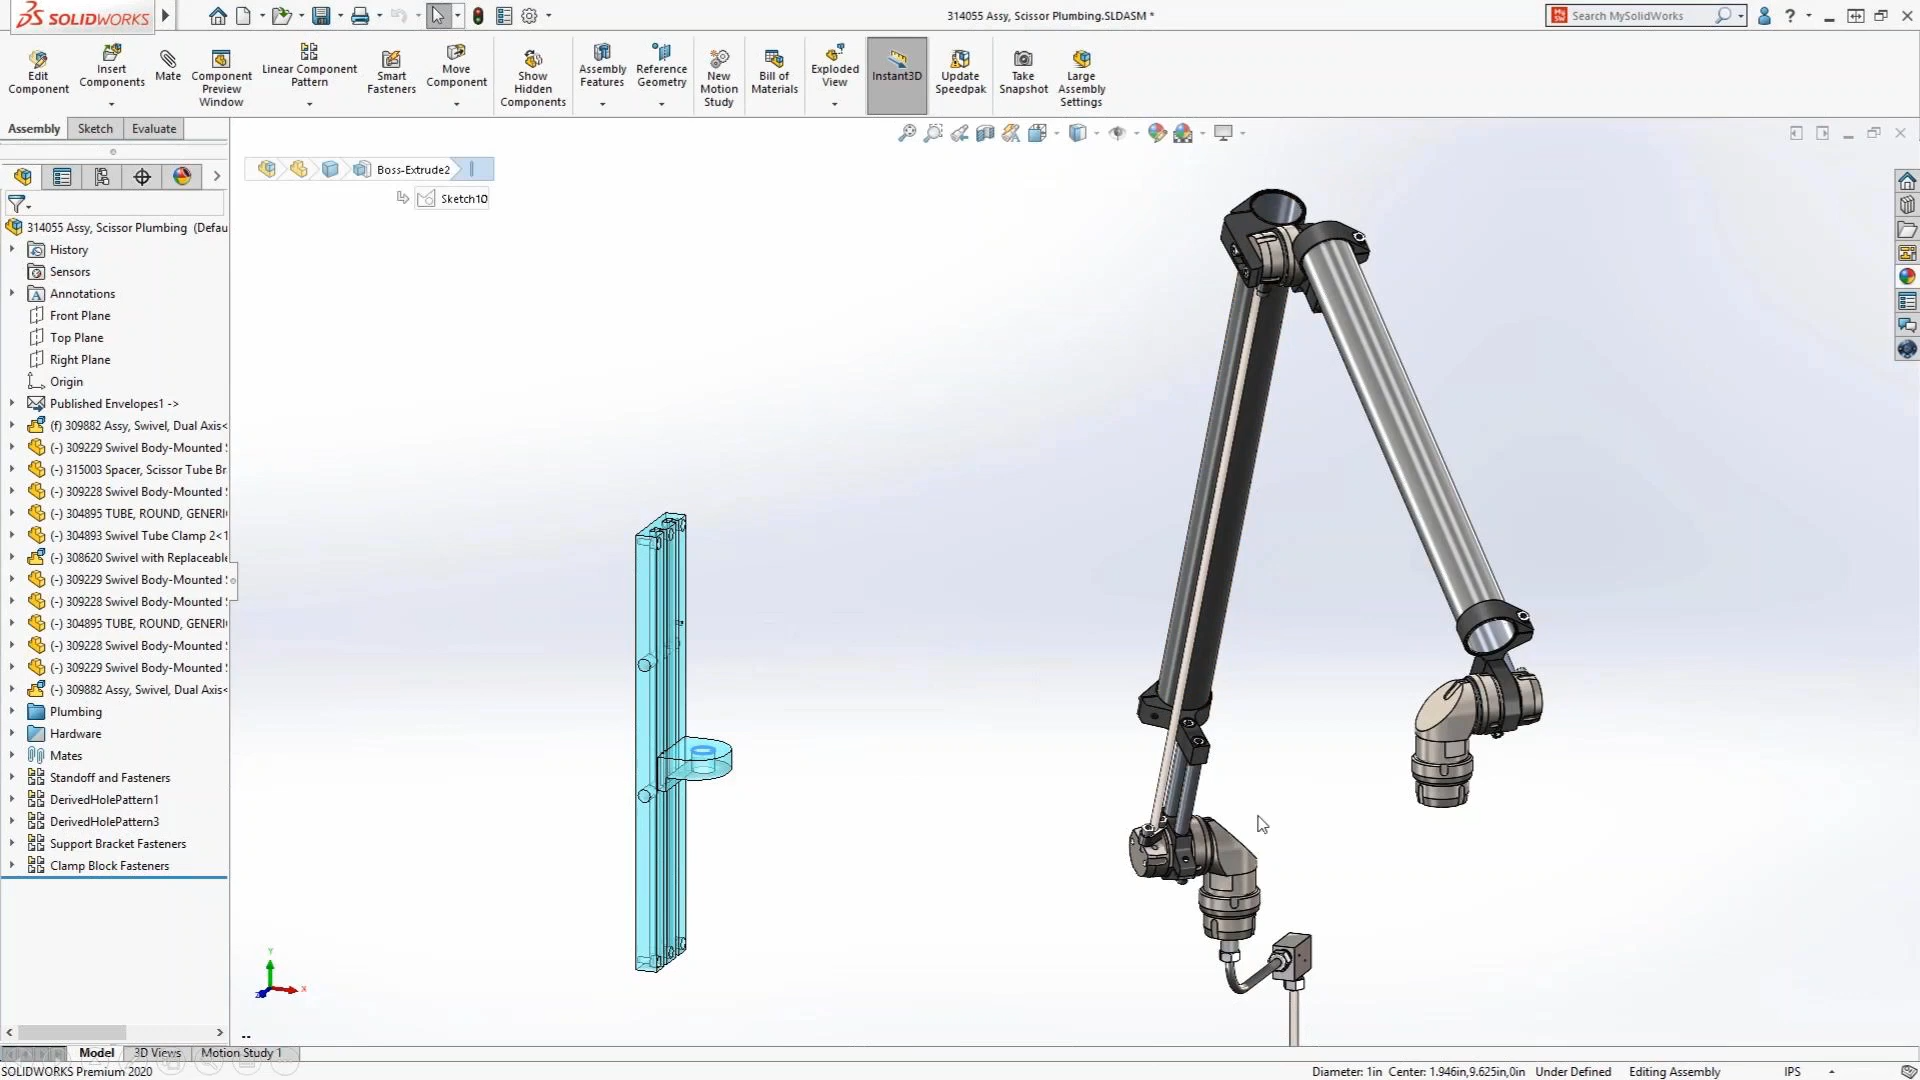 SOLIDWORKS
314055 Assy, Scissor Plumbing.SLDASM *
Search MySolidWorks
?
Edit Component
Insert Components
Mate
Component Preview Window
Linear Component Pattern
Smart Fasteners
Move Component
Show Hidden Components
Assembly Features
Reference Geometry
New Motion Study
Bill of Materials
Exploded View
Instant3D
Update Speedpak
Take Snapshot
Large Assembly Settings
Assembly
Sketch
Evaluate
Boss-Extrude2
Sketch10
314055 Assy, Scissor Plumbing (Defau
History
Sensors
Annotations
Front Plane
Top Plane
Right Plane
Origin
Published Envelopes1 ->
(f) 309882 Assy, Swivel, Dual Axis<
(-) 309229 Swivel Body-Mounted
(-) 315003 Spacer, Scissor Tube Br
(-) 309228 Swivel Body-Mounted
(-) 304895 TUBE, ROUND, GENERI
(-) 304893 Swivel Tube Clamp 2<1
(-) 308620 Swivel with Replaceable
(-) 309229 Swivel Body-Mounted
(-) 309228 Swivel Body-Mounted
(-) 304895 TUBE, ROUND, GENERI
(-) 309228 Swivel Body-Mounted
(-) 309229 Swivel Body-Mounted
(-) 309882 Assy, Swivel, Dual Axis<
Plumbing
Hardware
Mates
Standoff and Fasteners
DerivedHolePattern1
DerivedHolePattern3
Support Bracket Fasteners
Clamp Block Fasteners
Y
X
Z
Model
3D Views
Motion Study 1
SOLIDWORKS Premium 2020
Diameter: 1in Center: 1.946in,9.625in,0in
Under Defined
Editing Assembly
IPS